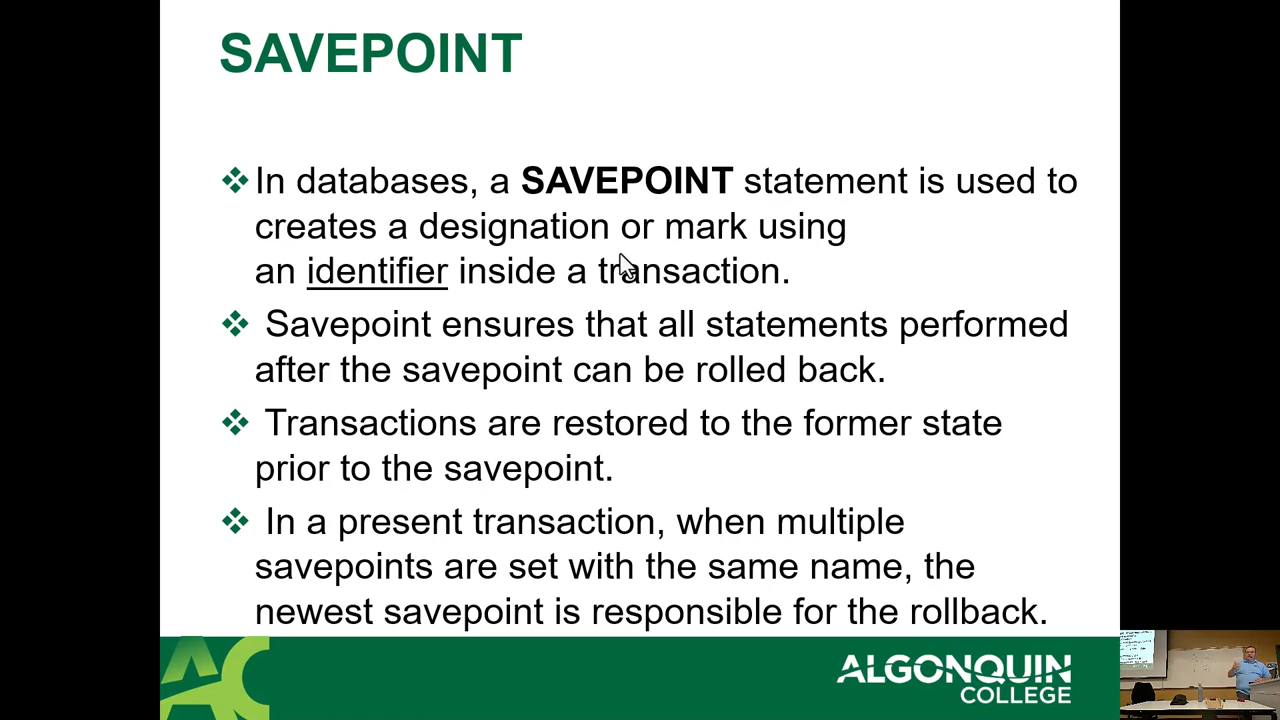 SAVEPOINT
❖ In databases, a SAVEPOINT statement is used to
creates a designation or mark using
an identifier inside a transaction.
❖ Savepoint ensures that all statements performed
after the savepoint can be rolled back.
❖ Transactions are restored to the former state
prior to the savepoint.
❖ In a present transaction, when multiple
savepoints are set with the same name, the
newest savepoint is responsible for the rollback.
AC
ALGONQUIN
COLLEGE